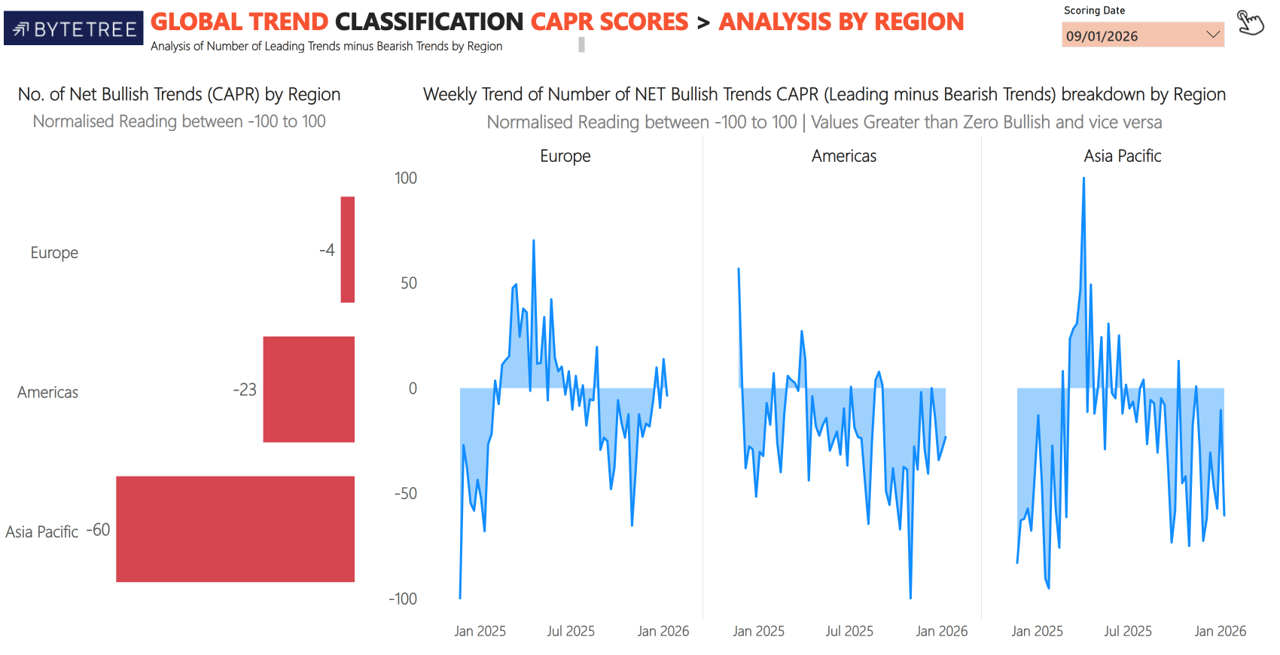 BYTETREE
GLOBAL TREND CLASSIFICATION CAPR SCORES > ANALYSIS BY REGION
Analysis of Number of Leading Trends minus Bearish Trends by Region
Scoring Date
09/01/2026
No. of Net Bullish Trends (CAPR) by Region
Normalised Reading between -100 to 100
Europe
-4
Americas
-23
Asia Pacific
-60
Weekly Trend of Number of NET Bullish Trends CAPR (Leading minus Bearish Trends) breakdown by Region
Normalised Reading between -100 to 100 | Values Greater than Zero Bullish and vice versa
Europe
Americas
Asia Pacific
100
50
0
-50
-100
Jan 2025
Jul 2025
Jan 2026
Jan 2025
Jul 2025
Jan 2026
Jan 2025
Jul 2025
Jan 2026